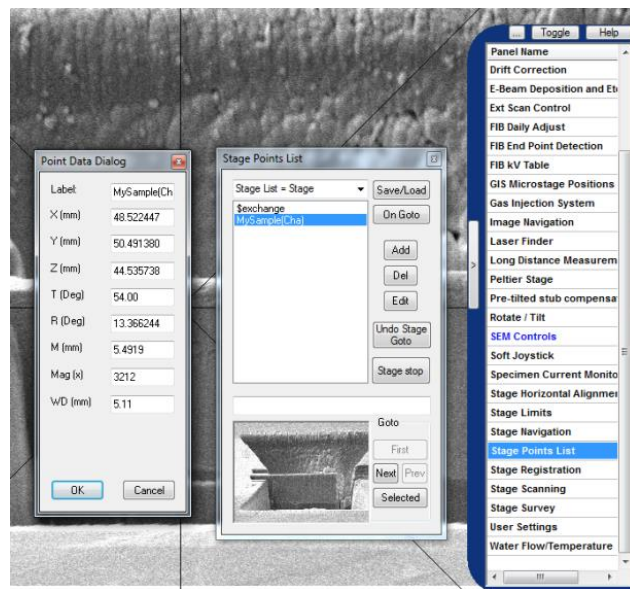 Point Data Dialog
Label: MySample(Ch
X (mm) 48.522447
Y (mm) 50.491380
Z (mm) 44.535738
T (Deg) 54.00
R (Deg) 13.366244
M (mm) 5.4919
Mag (x) 3212
WD (mm) 5.11
OK Cancel
Stage Points List
Stage List = Stage
Save/Load
$exchange
MySample(Cha)
On Goto
Add
Del
Edit
Undo Stage
Goto
Stage stop
Goto
First
Next Prev
Selected
... Toggle Help
Panel Name
Drift Correction
E-Beam Deposition and Et
Ext Scan Control
FIB Daily Adjust
FIB End Point Detection
FIB kV Table
GIS Microstage Positions
Gas Injection System
Image Navigation
Laser Finder
Long Distance Measurem
Peltier Stage
Pre-tilted stub compensa
Rotate / Tilt
SEM Controls
Soft Joystick
Specimen Current Monito
Stage Horizontal Alignmer
Stage Limits
Stage Navigation
Stage Points List
Stage Registration
Stage Scanning
Stage Survey
User Settings
Water Flow/Temperature